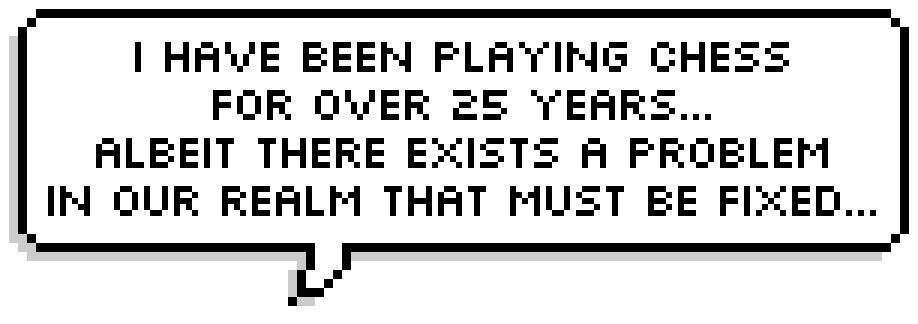 I HAVE BEEN PLAYING CHESS
FOR OVER 25 YEARS...
ALBEIT THERE EXISTS A PROBLEM
IN OUR REALM THAT MUST BE FIXED...